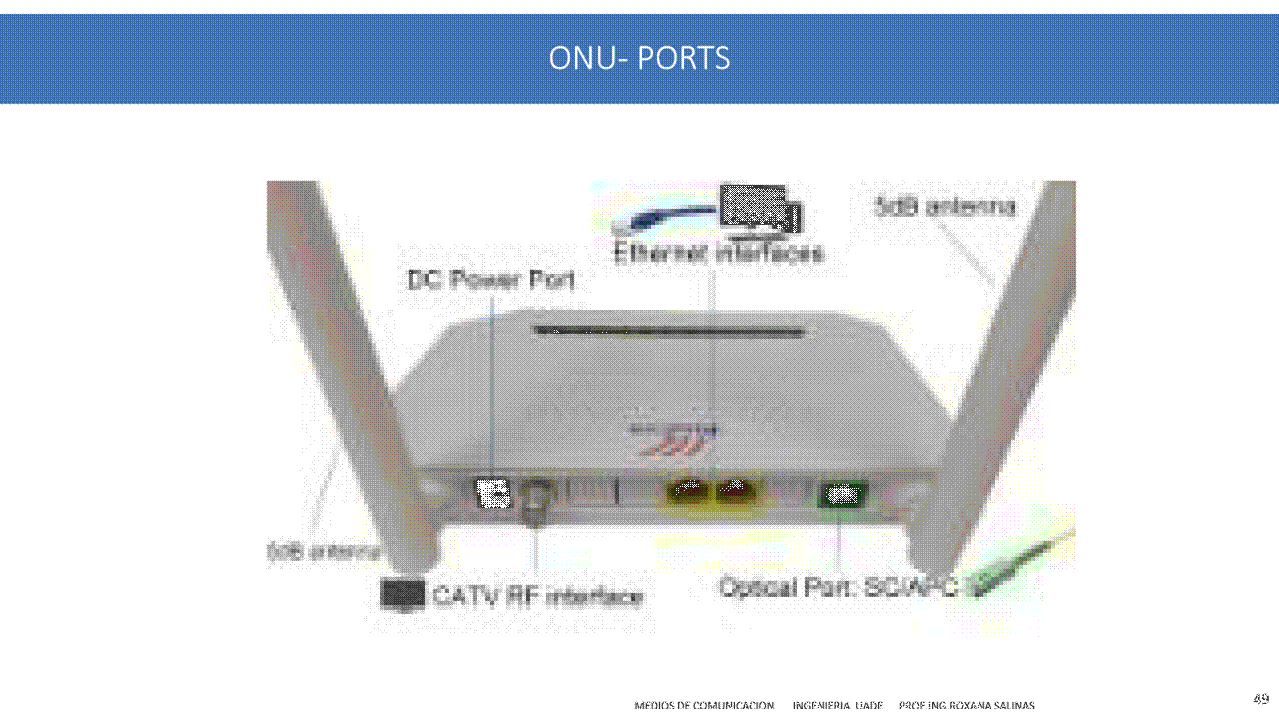 ONU- PORTS
5dB antenna
Ethernet interfaces
DC Power Port
5dB antenna
CATV RF interface
Optical Port: SC/APC
MEDIOS DE COMUNICACION INGENIERIA UADE PROF ING ROXANA SALINAS
49